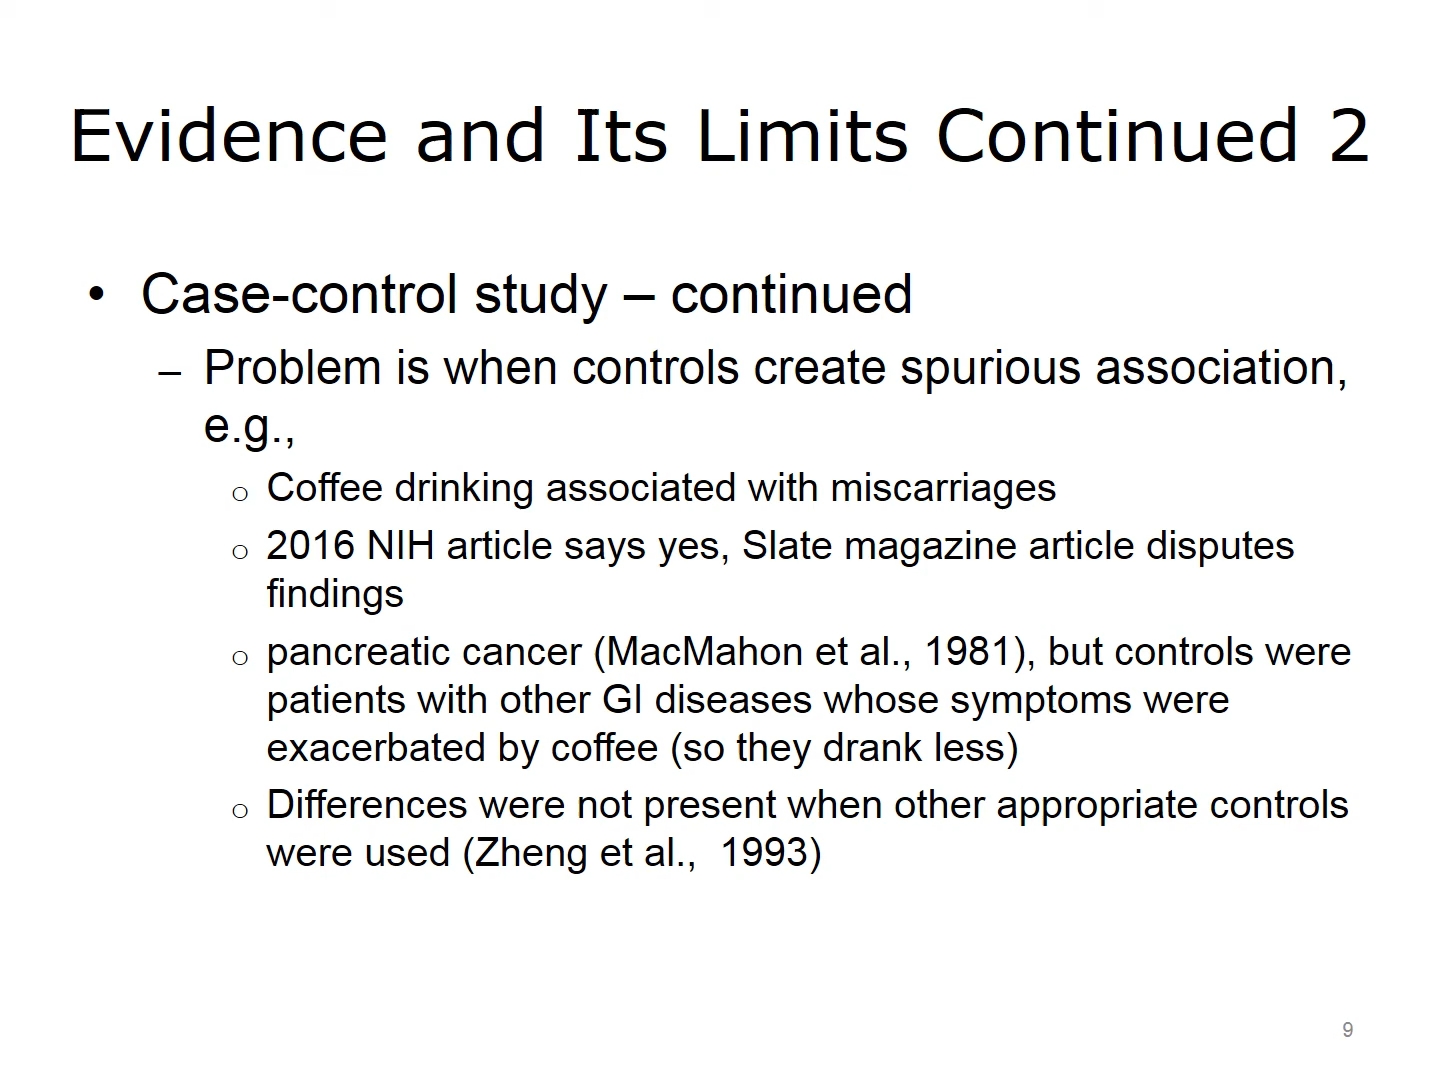 Evidence and Its Limits Continued 2
• Case-control study – continued
– Problem is when controls create spurious association,
e.g.,
○ Coffee drinking associated with miscarriages
○ 2016 NIH article says yes, Slate magazine article disputes
findings
○ pancreatic cancer (MacMahon et al., 1981), but controls were
patients with other GI diseases whose symptoms were
exacerbated by coffee (so they drank less)
○ Differences were not present when other appropriate controls
were used (Zheng et al.,  1993)
9